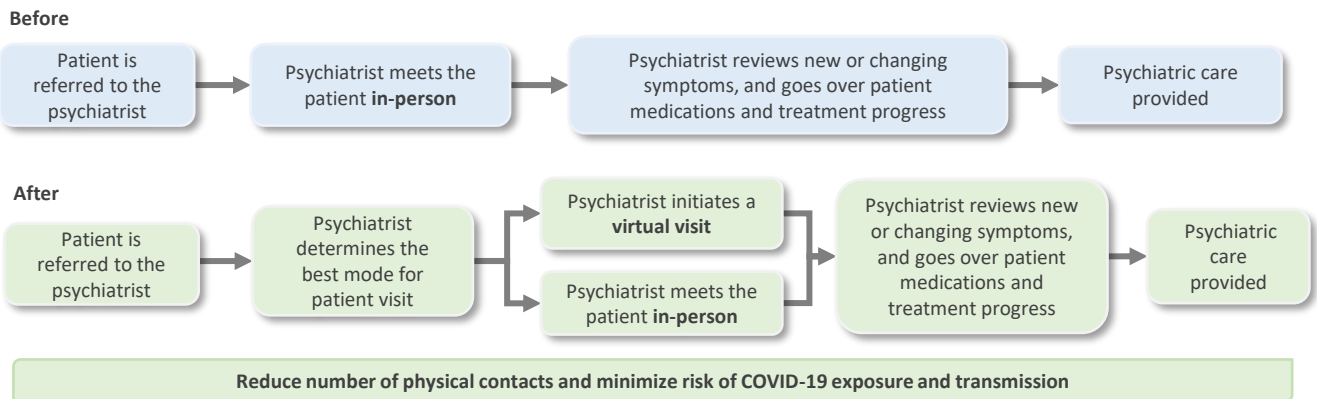 Before
Patient is
referred to the
psychiatrist
Psychiatrist meets the
patient in-person
Psychiatrist reviews new or changing
symptoms, and goes over patient
medications and treatment progress
Psychiatric care
provided
After
Patient is
referred to the
psychiatrist
Psychiatrist
determines the
best mode for
patient visit
Psychiatrist initiates a
virtual visit
Psychiatrist meets the
patient in-person
Psychiatrist reviews new
or changing symptoms,
and goes over patient
medications and
treatment progress
Psychiatric
care
provided
Reduce number of physical contacts and minimize risk of COVID-19 exposure and transmission